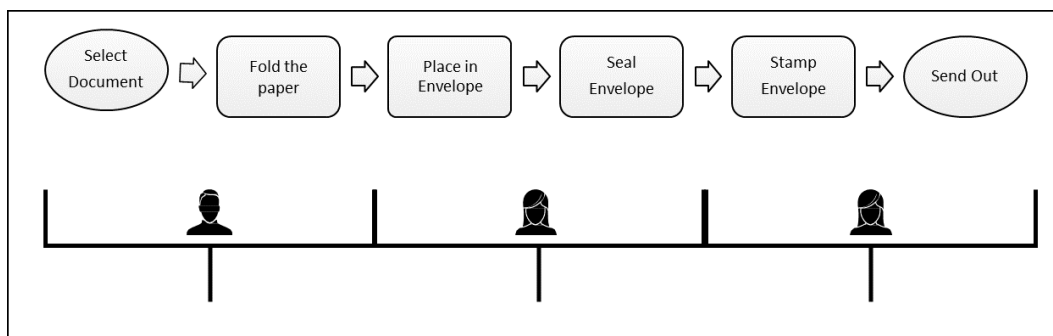 Select
Document
Fold the
paper
Place in
Envelope
Seal
Envelope
Stamp
Envelope
Send Out